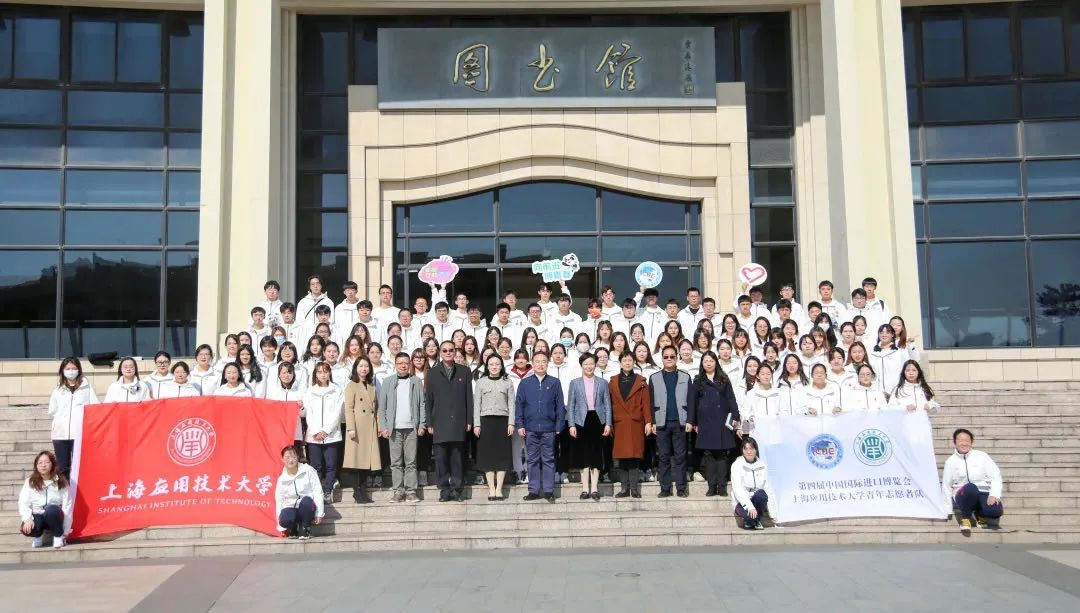 图书馆
上海应用技术大学
SHANGHAI INSTITUTE OF TECHNOLOGY
第四届中国国际进口博览会
上海应用技术大学青年志愿者队